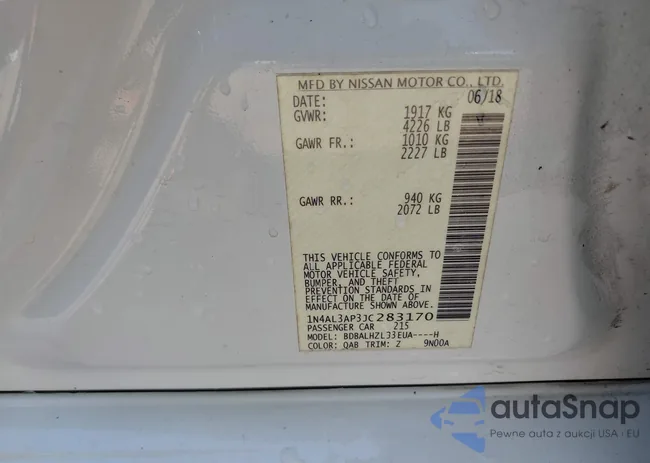 MFD BY NISSAN MOTOR CO., LTD.
DATE: 06/18
GVWR: 1917 KG
4226 LB
GAWR FR.: 1010 KG
2227 LB
GAWR RR.: 940 KG
2072 LB
THIS VEHICLE CONFORMS TO
ALL APPLICABLE FEDERAL
MOTOR VEHICLE SAFETY,
BUMPER, AND THEFT
PREVENTION STANDARDS IN
EFFECT ON THE DATE OF
MANUFACTURE SHOWN ABOVE.
1N4AL3AP3JC283170
PASSENGER CAR 215
MODEL: BDBALHZL33EUA----H
COLOR: QAB TRIM: Z 9N00A
autaSnap
Pewne auta z aukcji USA · EU